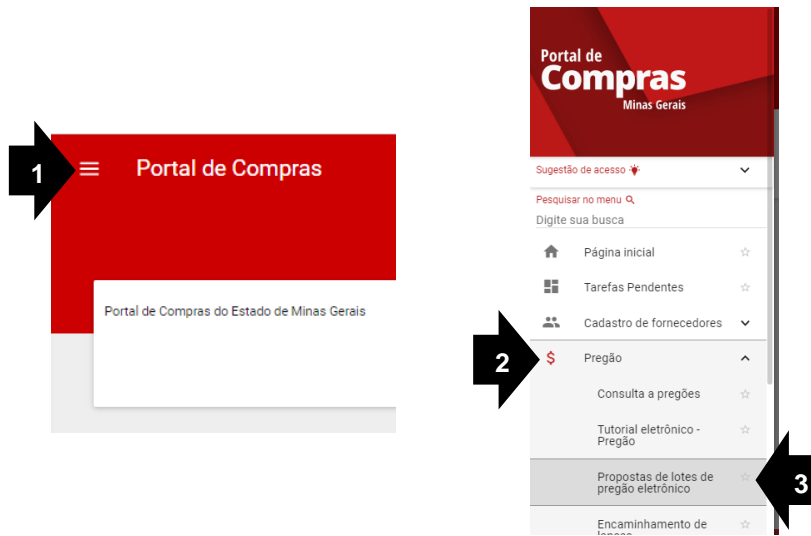 1
Portal de Compras
Portal de Compras do Estado de Minas Gerais
Portal de
Compras
Minas Gerais
Sugestão de acesso
Pesquisar no menu
Digite sua busca
Página inicial
Tarefas Pendentes
Cadastro de fornecedores
2
Pregão
Consulta a pregões
Tutorial eletrônico -
Pregão
Propostas de lotes de
pregão eletrônico
3
Encaminhamento de